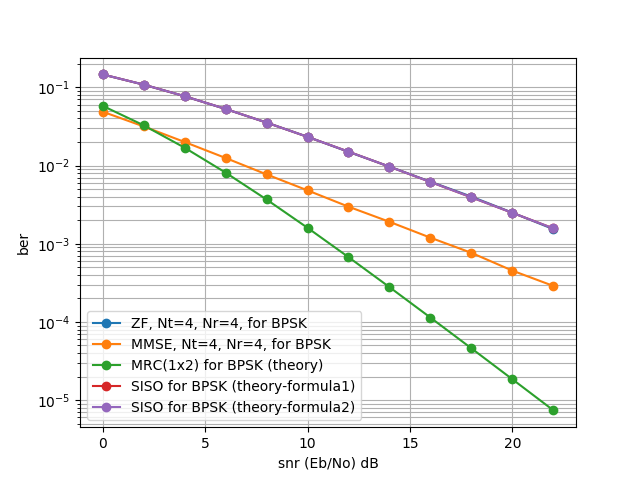 10⁻¹
10⁻²
10⁻³
10⁻⁴
10⁻⁵
ber
ZF, Nt=4, Nr=4, for BPSK
MMSE, Nt=4, Nr=4, for BPSK
MRC(1x2) for BPSK (theory)
SISO for BPSK (theory-formula1)
SISO for BPSK (theory-formula2)
0 5 10 15 20
snr (Eb/No) dB